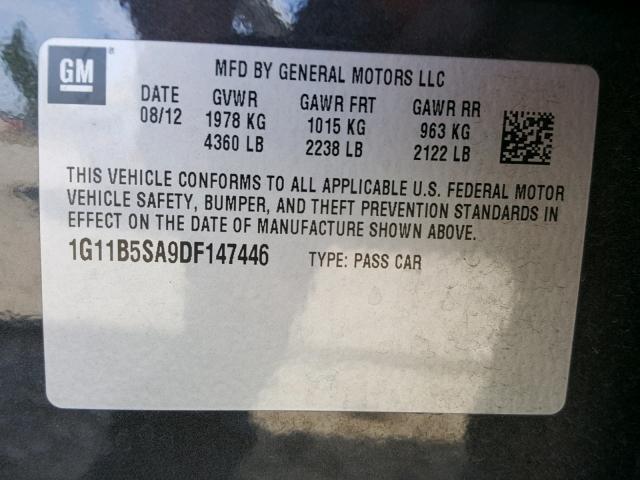 GM ®
MFD BY GENERAL MOTORS LLC
DATE GVWR GAWR FRT GAWR RR
08/12 1978 KG 1015 KG 963 KG
4360 LB 2238 LB 2122 LB
THIS VEHICLE CONFORMS TO ALL APPLICABLE U.S. FEDERAL MOTOR
VEHICLE SAFETY, BUMPER, AND THEFT PREVENTION STANDARDS IN
EFFECT ON THE DATE OF MANUFACTURE SHOWN ABOVE.
1G11B5SA9DF147446 TYPE: PASS CAR